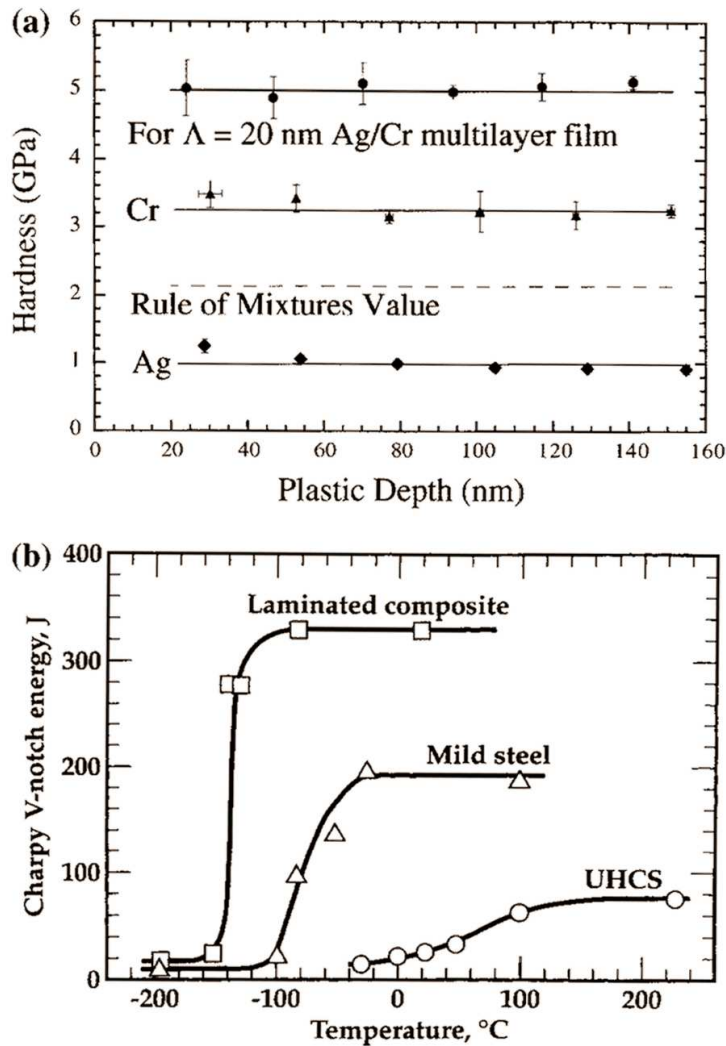 (a)
6
5
4
3
2
1
0
Hardness (GPa)
For Λ = 20 nm Ag/Cr multilayer film
Cr
Rule of Mixtures Value
Ag
0 20 40 60 80 100 120 140 160
Plastic Depth (nm)
(b)
400
300
200
100
0
Charpy V-notch energy, J
Laminated composite
Mild steel
UHCS
-200 -100 0 100 200
Temperature, °C